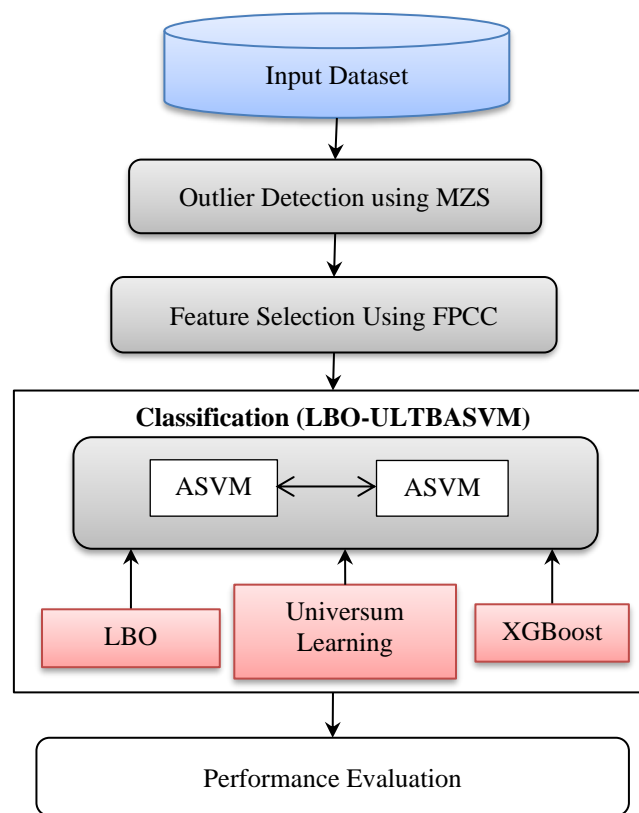 Input Dataset
Outlier Detection using MZS
Feature Selection Using FPCC
Classification (LBO-ULTBASVM)
ASVM
ASVM
LBO
Universum
Learning
XGBoost
Performance Evaluation